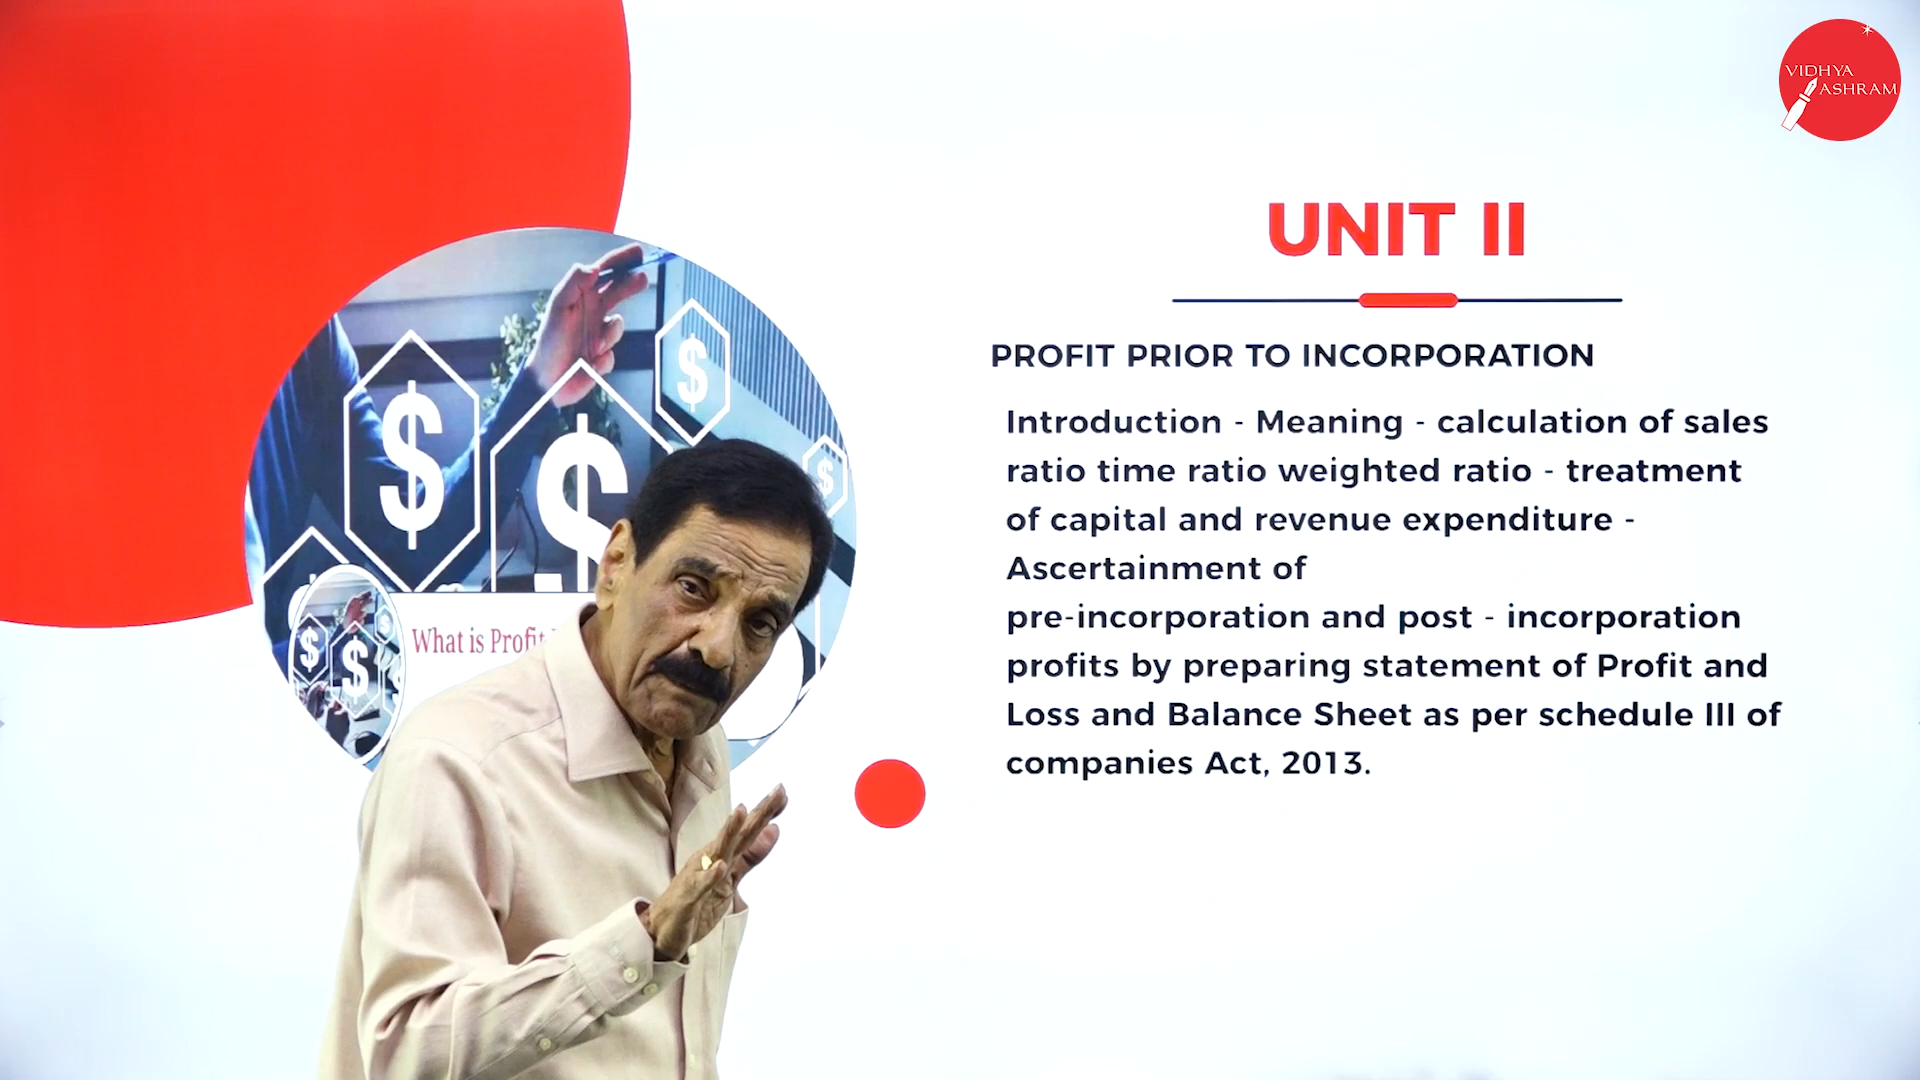 VIDHYA
ASHRAM
UNIT II
PROFIT PRIOR TO INCORPORATION
Introduction - Meaning - calculation of sales
ratio time ratio weighted ratio - treatment
of capital and revenue expenditure -
Ascertainment of
pre-incorporation and post - incorporation
profits by preparing statement of Profit and
Loss and Balance Sheet as per schedule III of
companies Act, 2013.
What is Profit